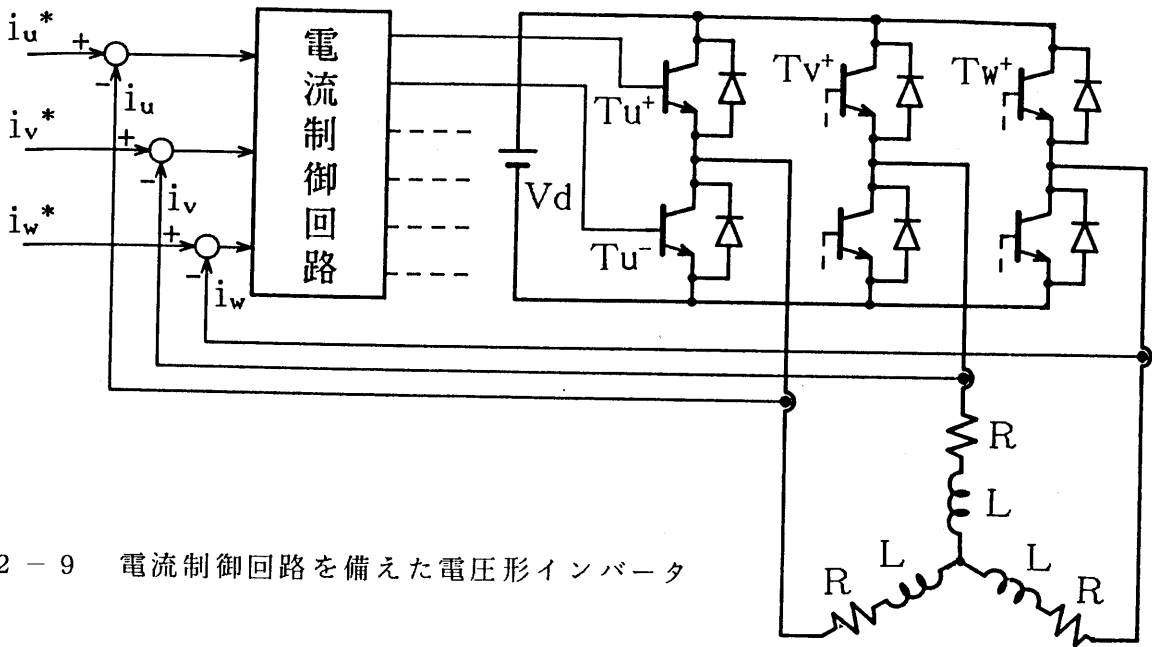 iu*
+
-
iu
iv*
+
-
iv
iw*
+
-
iw
電流制御回路
Vd
Tu+
Tu-
Tv+
Tw+
R
L
L
R
L
R
2 - 9 電流制御回路を備えた電圧形インバータ